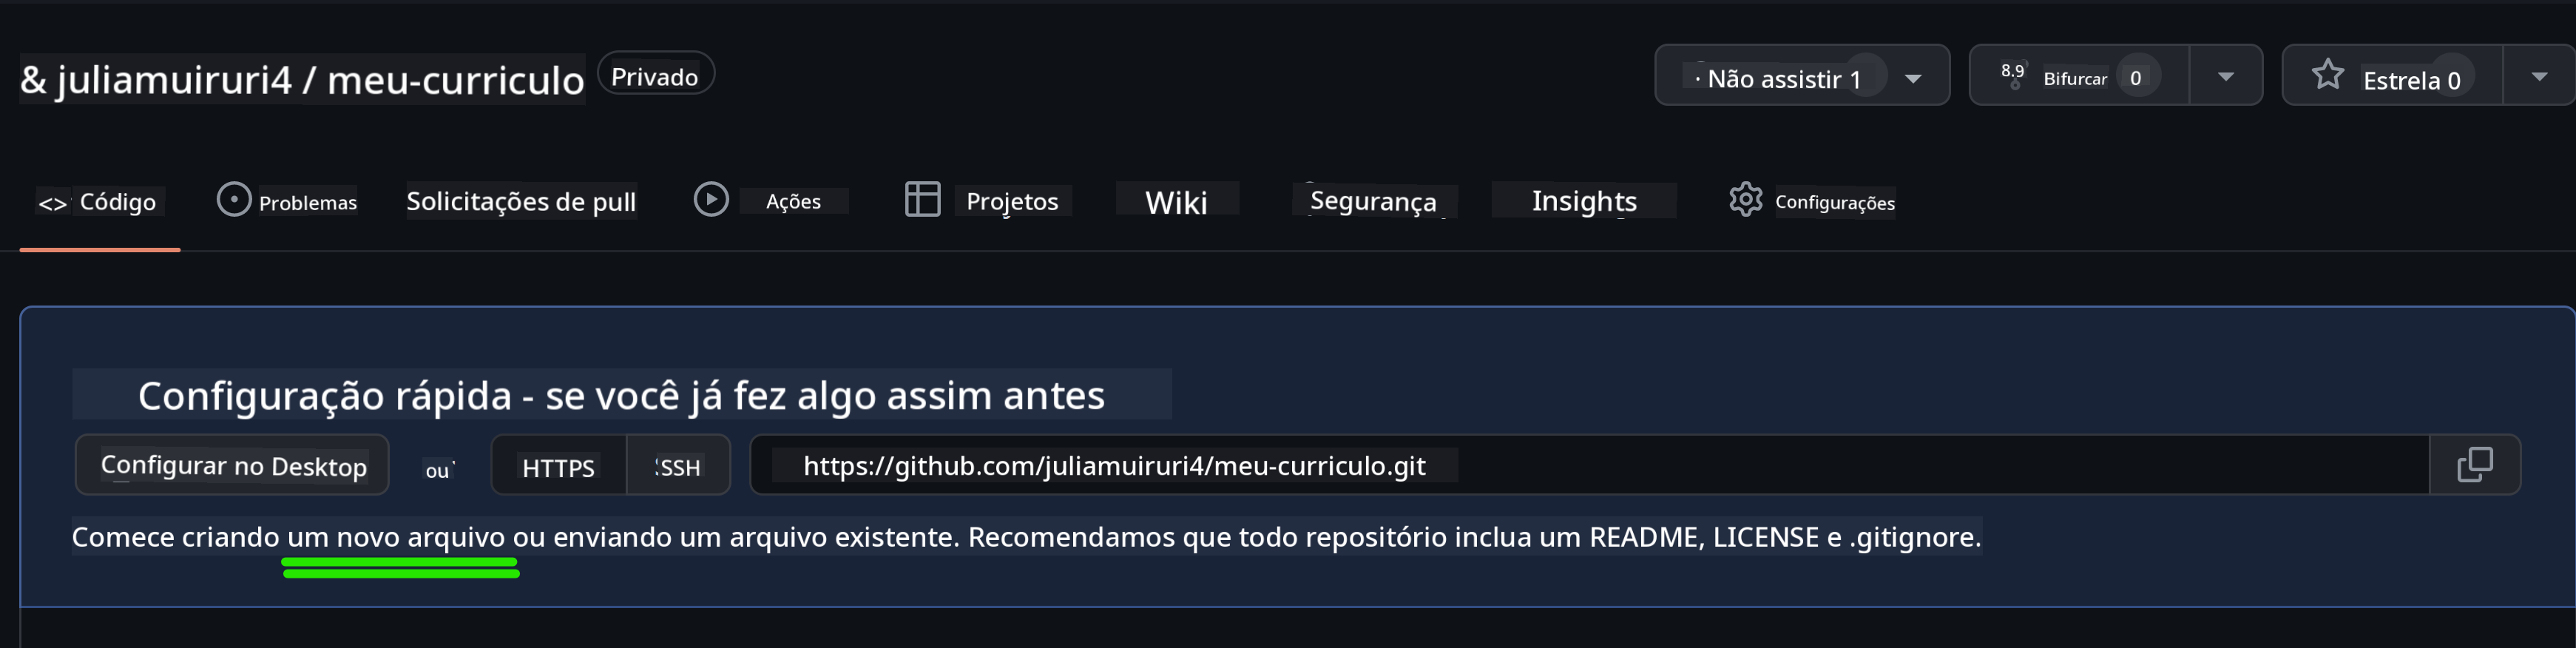 & juliamuiruri4 / meu-curriculo Privado
· Não assistir 1
8.9 Bifurcar 0
Estrela 0
<> Código Problemas Solicitações de pull Ações Projetos Wiki Segurança Insights Configurações
Configuração rápida - se você já fez algo assim antes
Configurar no Desktop ou HTTPS SSH https://github.com/juliamuiruri4/meu-curriculo.git
Comece criando um novo arquivo ou enviando um arquivo existente. Recomendamos que todo repositório inclua um README, LICENSE e .gitignore.